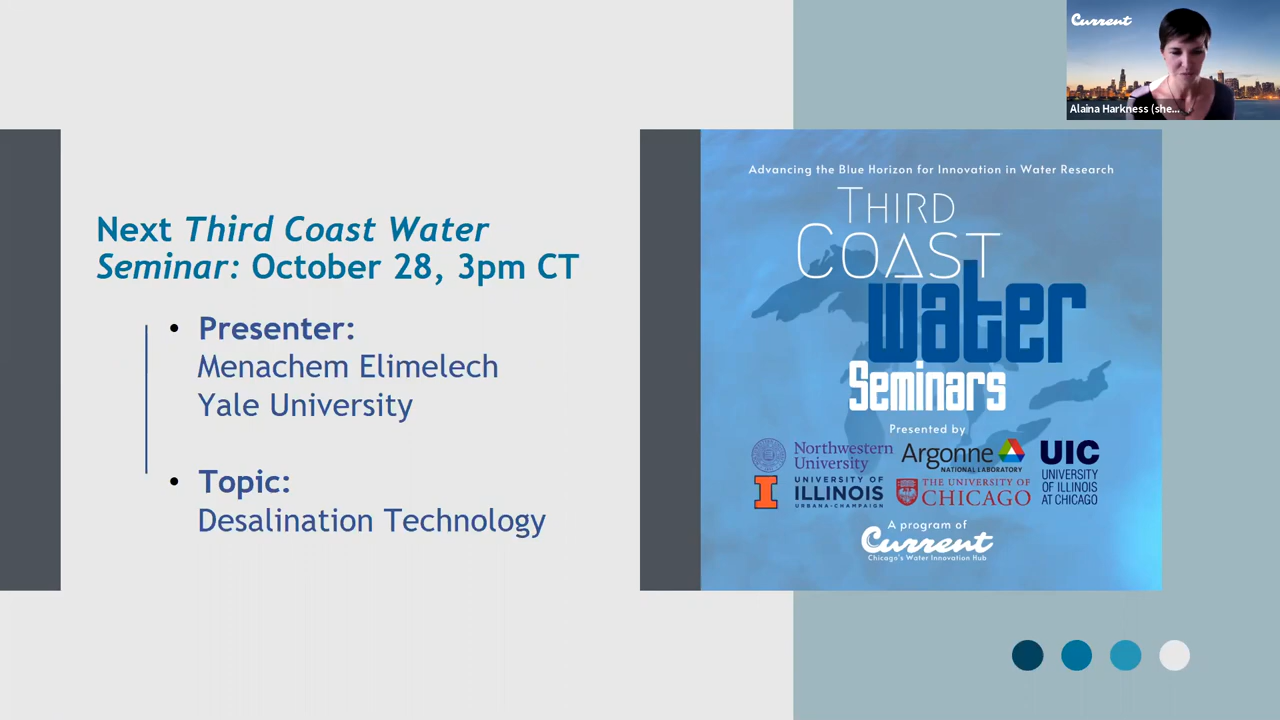 Current
Alaina Harkness (she...
Next Third Coast Water
Seminar: October 28, 3pm CT
• Presenter:
Menachem Elimelech
Yale University
• Topic:
Desalination Technology
Advancing the Blue Horizon for Innovation in Water Research
THIRD
COAST
water
Seminars
Presented by
Northwestern
University
Argonne
NATIONAL LABORATORY
UIC
UNIVERSITY
OF ILLINOIS
AT CHICAGO
UNIVERSITY OF
ILLINOIS
URBANA-CHAMPAIGN
THE UNIVERSITY OF
CHICAGO
A program of
Current
Chicago's Water Innovation Hub